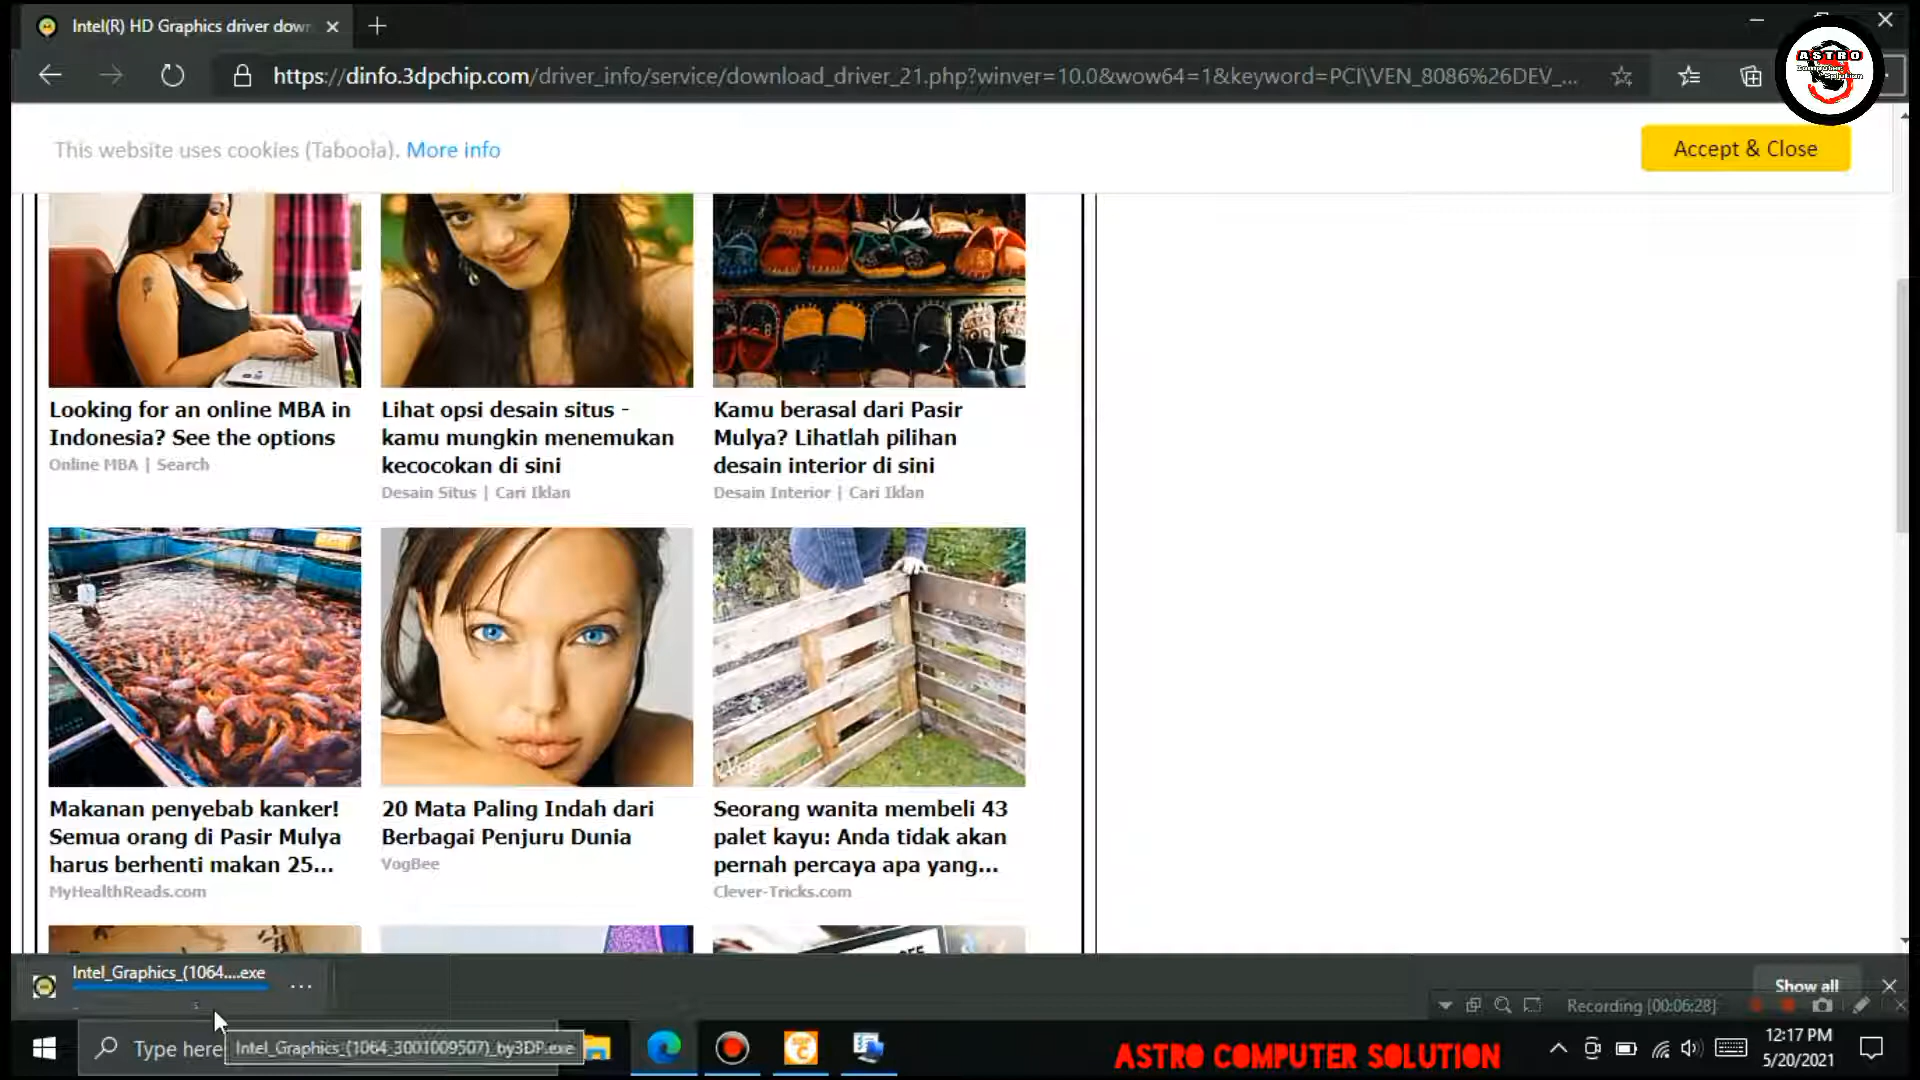 Intel(R) HD Graphics driver dow
https://dinfo.3dpchip.com/driver_info/service/download_driver_21.php?winver=10.0&wow64=1&keyword=PCI\VEN_8086%26DEV_...
ASTRO
Computer
Solution
This website uses cookies (Taboola). More info
Accept & Close
Looking for an online MBA in
Indonesia? See the options
Online MBA | Search
Lihat opsi desain situs -
kamu mungkin menemukan
kecocokan di sini
Desain Situs | Cari Iklan
Kamu berasal dari Pasir
Mulya? Lihatlah pilihan
desain interior di sini
Desain Interior | Cari Iklan
Makanan penyebab kanker!
Semua orang di Pasir Mulya
harus berhenti makan 25...
MyHealthReads.com
20 Mata Paling Indah dari
Berbagai Penjuru Dunia
VogBee
Seorang wanita membeli 43
palet kayu: Anda tidak akan
pernah percaya apa yang...
Clever-Tricks.com
Intel_Graphics_(1064....exe
Show all
Recording [00:06:28]
Type here
Intel_Graphics_(1064_3001009507)_by3DP.exe
ASTRO COMPUTER SOLUTION
12:17 PM
5/20/2021